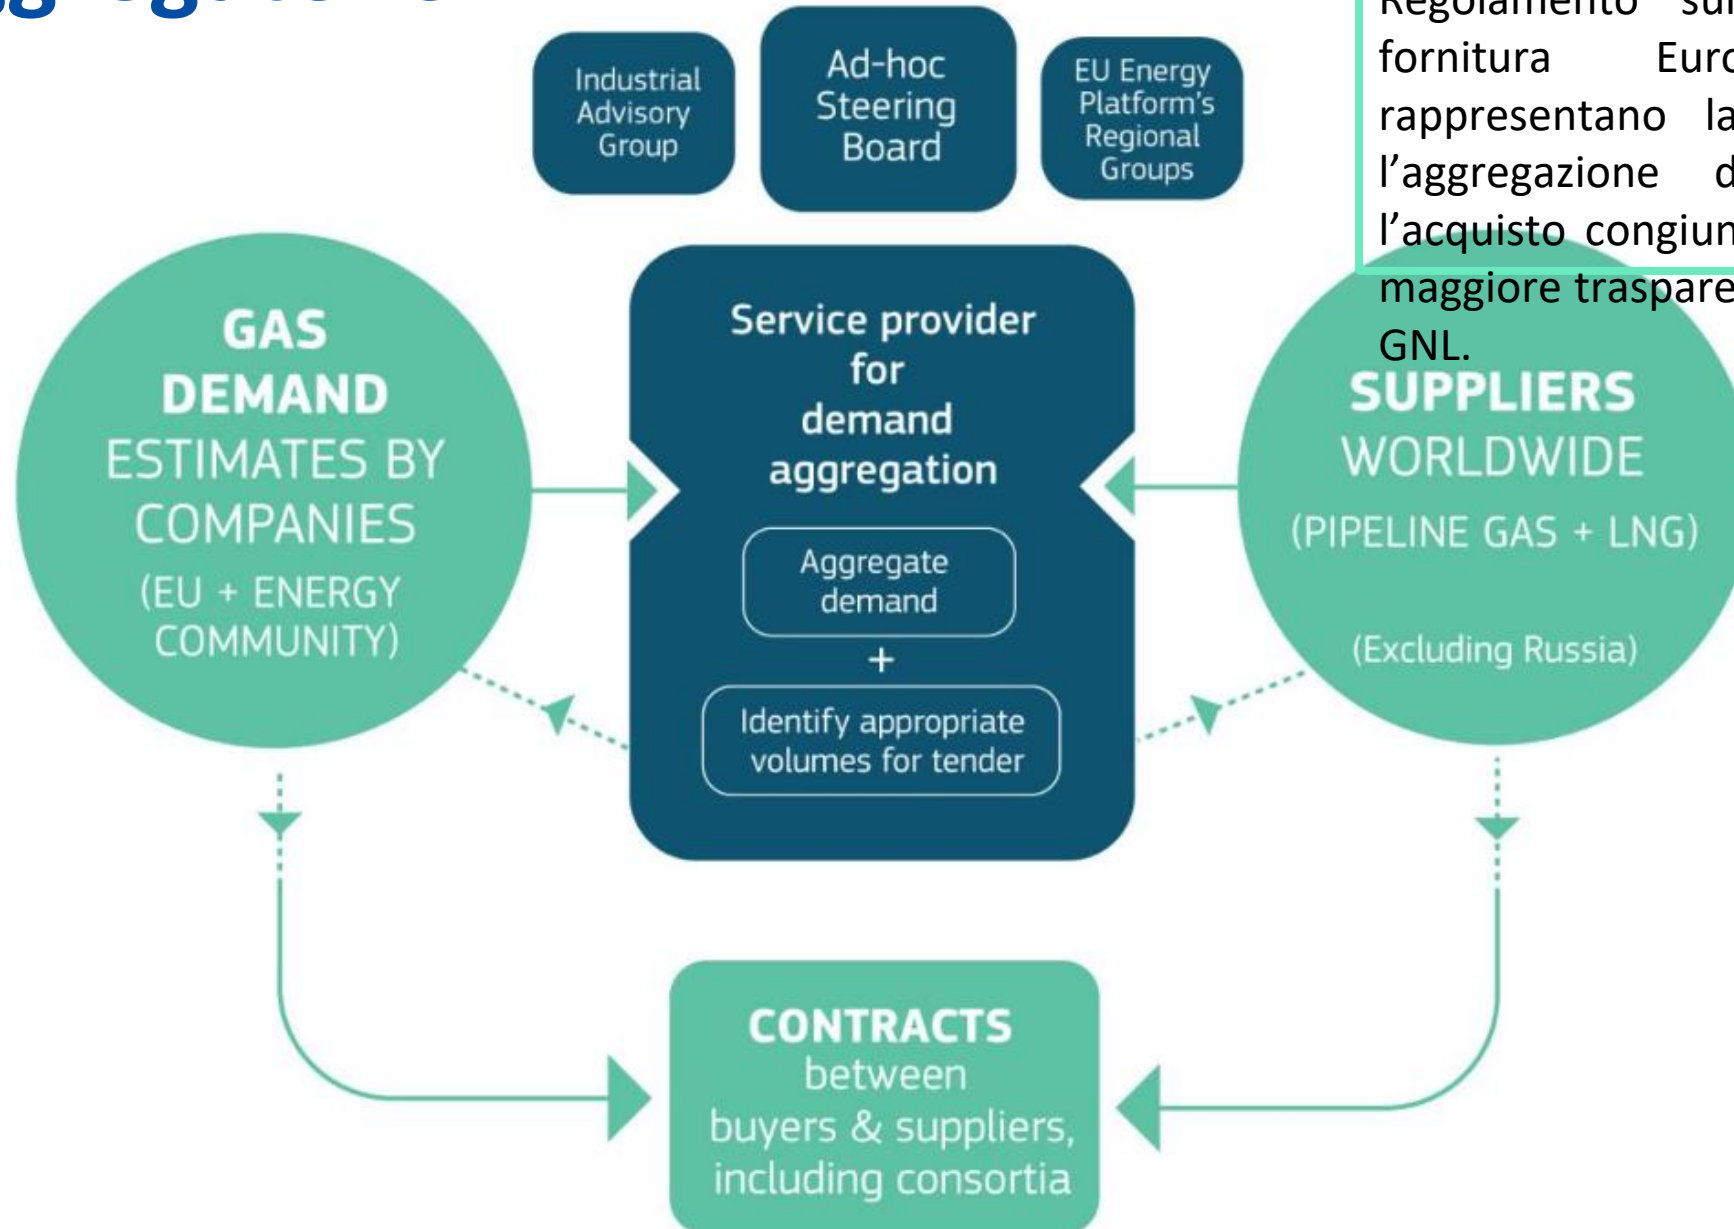 Industrial
Advisory
Group
Ad-hoc
Steering
Board
EU Energy
Platform's
Regional
Groups
fornitura
rappresentano
l’aggregazione
l’acquisto
maggiore
GNL.
GAS
DEMAND
ESTIMATES BY
COMPANIES
(EU + ENERGY
COMMUNITY)
Service provider
for
demand
aggregation
Aggregate
demand
+
Identify appropriate
volumes for tender
SUPPLIERS
WORLDWIDE
(PIPELINE GAS + LNG)
(Excluding Russia)
CONTRACTS
between
buyers & suppliers,
including consortia